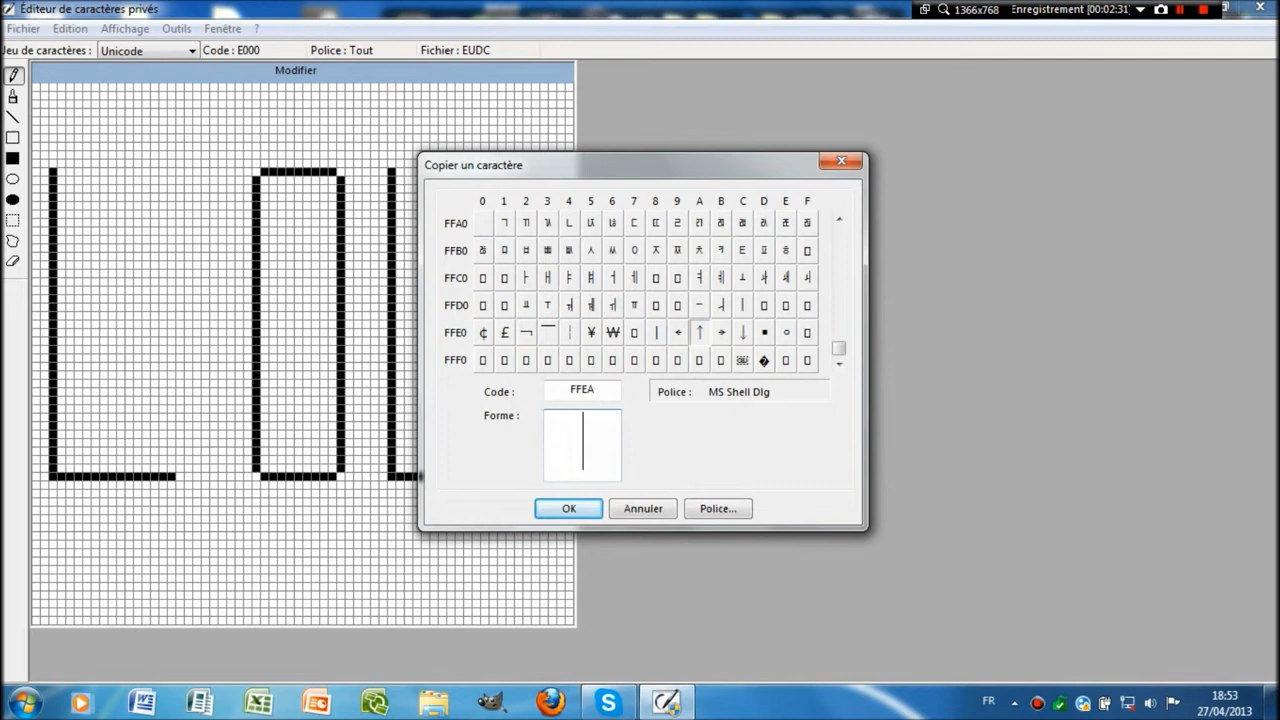 Éditeur de caractères privés
1366x768 Enregistrement [00:02:31]
Fichier Edition Affichage Outils Fenêtre ?
Jeu de caractères : Unicode Code : E000 Police : Tout Fichier : EUDC
Modifier
LOL
Copier un caractère
0 1 2 3 4 5 6 7 8 9 A B C D E F
FFA0 ㄱ ㄲ ㄳ ㄴ ㄵ ㄶ ㄷ ㄸ ㄹ ㄺ ㄻ ㄼ ㄽ ㄾ ㄿ
FFB0 ㅀ ㅁ ㅂ ㅃ ㅄ ㅅ ㅆ ㅇ ㅈ ㅉ ㅊ ㅋ ㅌ ㅍ ㅎ
FFC0 ㅏ ㅐ ㅑ ㅒ ㅓ ㅔ ㅕ ㅖ ㅗ ㅘ ㅙ ㅚ
FFD0 ㅛ ㅜ ㅝ ㅞ ㅟ ㅠ ㅡ ㅢ ㅣ
FFE0 ¢ £ ¬ ¯ ¦ ¥ ₩ │ ← ↑ → ↓ ■ ○
FFF0 �
Code : FFEA Police : MS Shell Dlg
Forme :
OK Annuler Police...
FR
18:53
27/04/2013